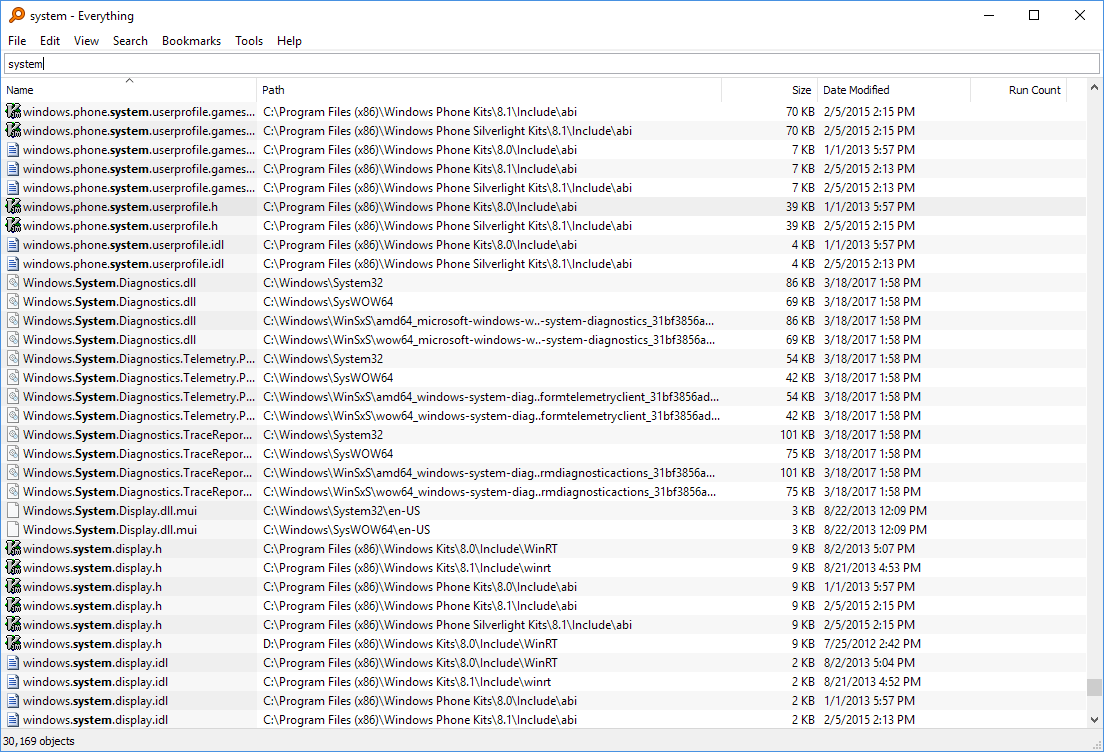 system - Everything
File Edit View Search Bookmarks Tools Help
system
Name Path Size Date Modified Run Count
windows.phone.system.userprofile.games... C:\Program Files (x86)\Windows Phone Kits\8.1\Include\abi 70 KB 2/5/2015 2:15 PM
windows.phone.system.userprofile.games... C:\Program Files (x86)\Windows Phone Silverlight Kits\8.1\Include\abi 70 KB 2/5/2015 2:15 PM
windows.phone.system.userprofile.games... C:\Program Files (x86)\Windows Phone Kits\8.0\Include\abi 7 KB 1/1/2013 5:57 PM
windows.phone.system.userprofile.games... C:\Program Files (x86)\Windows Phone Kits\8.1\Include\abi 7 KB 2/5/2015 2:13 PM
windows.phone.system.userprofile.games... C:\Program Files (x86)\Windows Phone Silverlight Kits\8.1\Include\abi 7 KB 2/5/2015 2:13 PM
windows.phone.system.userprofile.h C:\Program Files (x86)\Windows Phone Kits\8.0\Include\abi 39 KB 1/1/2013 5:57 PM
windows.phone.system.userprofile.h C:\Program Files (x86)\Windows Phone Silverlight Kits\8.1\Include\abi 39 KB 2/5/2015 2:15 PM
windows.phone.system.userprofile.idl C:\Program Files (x86)\Windows Phone Kits\8.0\Include\abi 4 KB 1/1/2013 5:57 PM
windows.phone.system.userprofile.idl C:\Program Files (x86)\Windows Phone Silverlight Kits\8.1\Include\abi 4 KB 2/5/2015 2:13 PM
Windows.System.Diagnostics.dll C:\Windows\System32 86 KB 3/18/2017 1:58 PM
Windows.System.Diagnostics.dll C:\Windows\SysWOW64 69 KB 3/18/2017 1:58 PM
Windows.System.Diagnostics.dll C:\Windows\WinSxS\amd64_microsoft-windows-w..-system-diagnostics_31bf3856a... 86 KB 3/18/2017 1:58 PM
Windows.System.Diagnostics.dll C:\Windows\WinSxS\wow64_microsoft-windows-w..-system-diagnostics_31bf3856a... 69 KB 3/18/2017 1:58 PM
Windows.System.Diagnostics.Telemetry.P... C:\Windows\System32 54 KB 3/18/2017 1:58 PM
Windows.System.Diagnostics.Telemetry.P... C:\Windows\SysWOW64 42 KB 3/18/2017 1:58 PM
Windows.System.Diagnostics.Telemetry.P... C:\Windows\WinSxS\amd64_windows-system-diag..formtelemetryclient_31bf3856ad... 54 KB 3/18/2017 1:58 PM
Windows.System.Diagnostics.Telemetry.P... C:\Windows\WinSxS\wow64_windows-system-diag..formtelemetryclient_31bf3856ad... 42 KB 3/18/2017 1:58 PM
Windows.System.Diagnostics.TraceRepor... C:\Windows\System32 101 KB 3/18/2017 1:58 PM
Windows.System.Diagnostics.TraceRepor... C:\Windows\SysWOW64 75 KB 3/18/2017 1:58 PM
Windows.System.Diagnostics.TraceRepor... C:\Windows\WinSxS\amd64_windows-system-diag..rmdiagnosticactions_31bf3856a... 101 KB 3/18/2017 1:58 PM
Windows.System.Diagnostics.TraceRepor... C:\Windows\WinSxS\wow64_windows-system-diag..rmdiagnosticactions_31bf3856a... 75 KB 3/18/2017 1:58 PM
Windows.System.Display.dll.mui C:\Windows\System32\en-US 3 KB 8/22/2013 12:09 PM
Windows.System.Display.dll.mui C:\Windows\SysWOW64\en-US 3 KB 8/22/2013 12:09 PM
windows.system.display.h C:\Program Files (x86)\Windows Kits\8.0\Include\WinRT 9 KB 8/2/2013 5:07 PM
windows.system.display.h C:\Program Files (x86)\Windows Kits\8.1\Include\winrt 9 KB 8/21/2013 4:53 PM
windows.system.display.h C:\Program Files (x86)\Windows Phone Kits\8.0\Include\abi 9 KB 1/1/2013 5:57 PM
windows.system.display.h C:\Program Files (x86)\Windows Phone Kits\8.1\Include\abi 9 KB 2/5/2015 2:15 PM
windows.system.display.h C:\Program Files (x86)\Windows Phone Silverlight Kits\8.1\Include\abi 9 KB 2/5/2015 2:15 PM
windows.system.display.h D:\Program Files (x86)\Windows Kits\8.0\Include\WinRT 9 KB 7/25/2012 2:42 PM
windows.system.display.idl C:\Program Files (x86)\Windows Kits\8.0\Include\WinRT 2 KB 8/2/2013 5:04 PM
windows.system.display.idl C:\Program Files (x86)\Windows Kits\8.1\Include\winrt 2 KB 8/21/2013 4:52 PM
windows.system.display.idl C:\Program Files (x86)\Windows Phone Kits\8.0\Include\abi 2 KB 1/1/2013 5:57 PM
windows.system.display.idl C:\Program Files (x86)\Windows Phone Kits\8.1\Include\abi 2 KB 2/5/2015 2:13 PM
30,169 objects